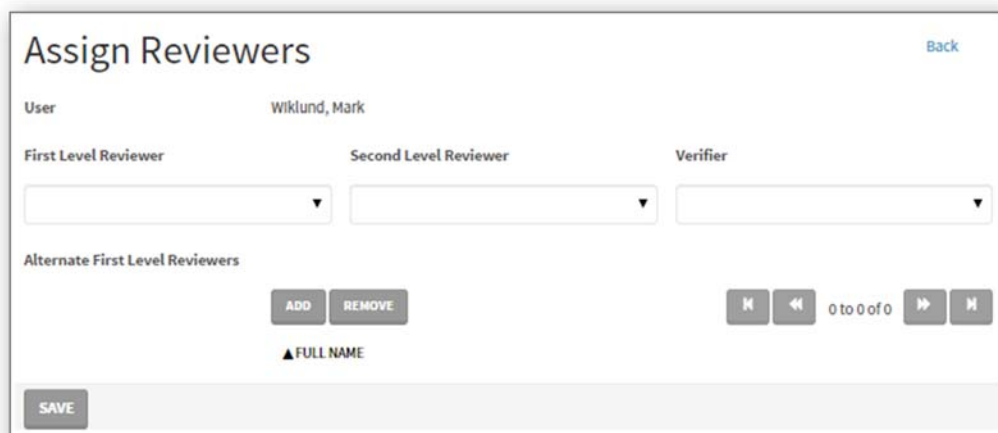 Assign Reviewers
Back
User
Wiklund, Mark
First Level Reviewer
Second Level Reviewer
Verifier
Alternate First Level Reviewers
ADD
REMOVE
0 to 0 of 0
▲FULL NAME
SAVE